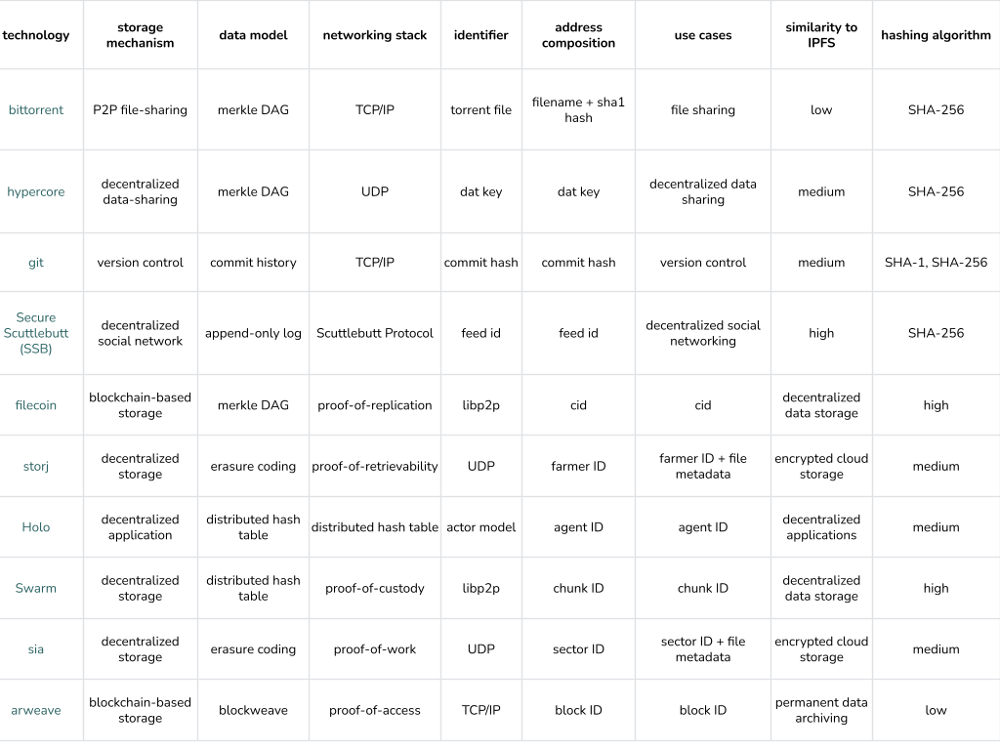 technology
storage
mechanism
data model
networking stack
identifier
address
composition
use cases
similarity to
IPFS
hashing algorithm
bittorrent
P2P file-sharing
merkle DAG
TCP/IP
torrent file
filename + sha1
hash
file sharing
low
SHA-256
hypercore
decentralized
data-sharing
merkle DAG
UDP
dat key
dat key
decentralized data
sharing
medium
SHA-256
git
version control
commit history
TCP/IP
commit hash
commit hash
version control
medium
SHA-1, SHA-256
Secure
Scuttlebutt
(SSB)
decentralized
social network
append-only log
Scuttlebutt Protocol
feed id
feed id
decentralized social
networking
high
SHA-256
filecoin
blockchain-based
storage
merkle DAG
proof-of-replication
libp2p
cid
cid
decentralized
data storage
high
storj
decentralized
storage
erasure coding
proof-of-retrievability
UDP
farmer ID
farmer ID + file
metadata
encrypted cloud
storage
medium
Holo
decentralized
application
distributed hash
table
distributed hash table
actor model
agent ID
agent ID
decentralized
applications
medium
Swarm
decentralized
storage
distributed hash
table
proof-of-custody
libp2p
chunk ID
chunk ID
decentralized
data storage
high
sia
decentralized
storage
erasure coding
proof-of-work
UDP
sector ID
sector ID + file
metadata
encrypted cloud
storage
medium
arweave
blockchain-based
storage
blockweave
proof-of-access
TCP/IP
block ID
block ID
permanent data
archiving
low